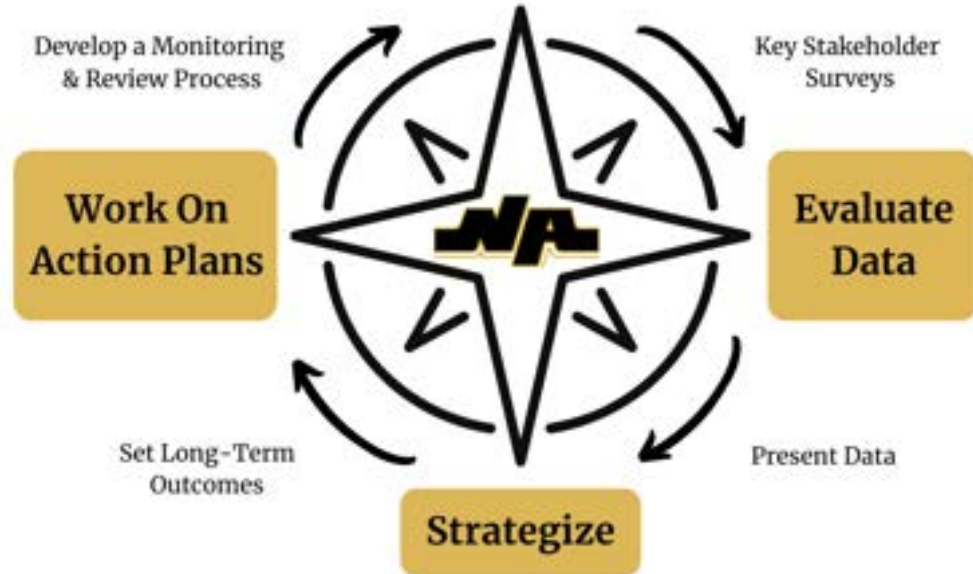 Develop a Monitoring
& Review Process
Key Stakeholder
Surveys
Work On
Action Plans
NA
Evaluate
Data
Set Long-Term
Outcomes
Present Data
Strategize